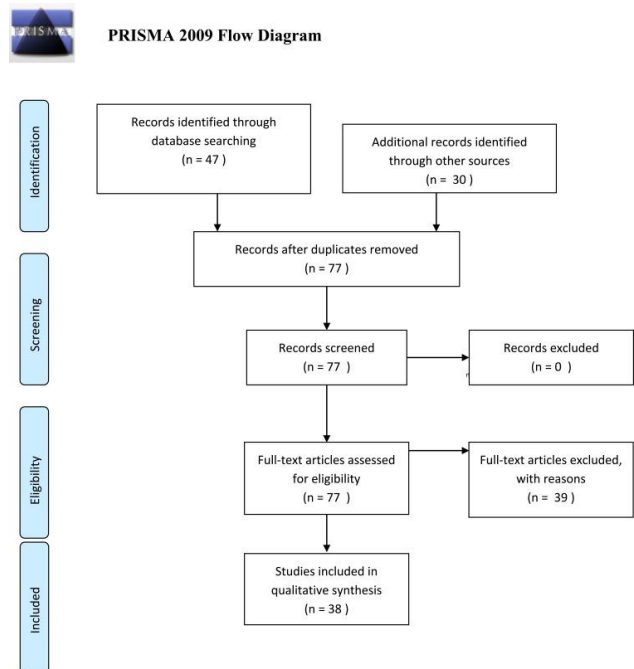 PRISMA
PRISMA 2009 Flow Diagram
Identification
Records identified through
database searching
(n = 47 )
Additional records identified
through other sources
(n = 30 )
Records after duplicates removed
(n = 77 )
Screening
Records screened
(n = 77 )
Records excluded
(n = 0 )
Eligibility
Full-text articles assessed
for eligibility
(n = 77 )
Full-text articles excluded,
with reasons
(n = 39 )
Included
Studies included in
qualitative synthesis
(n = 38 )